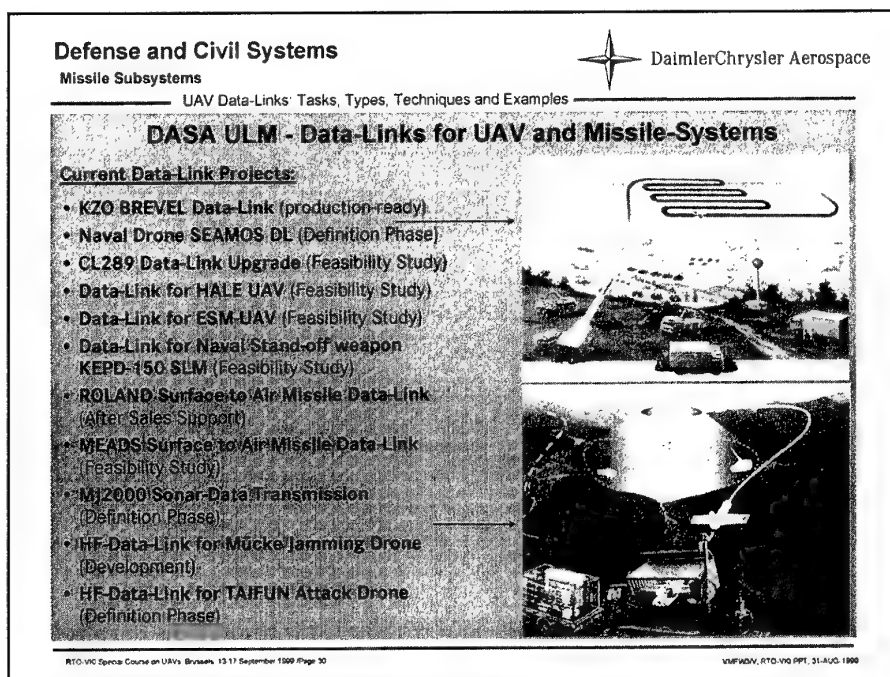 Defense and Civil Systems
Missile Subsystems
DaimlerChrysler Aerospace
UAV Data-Links: Tasks, Types, Techniques and Examples
DASA ULM - Data-Links for UAV and Missile-Systems
Current Data-Link Projects:
• KZO BREVEL Data-Link (production-ready)
• Naval Drone SEAMOS DL (Definition Phase)
• CL289 Data-Link Upgrade (Feasibility Study)
• Data-Link for HALE UAV (Feasibility Study)
• Data-Link for ESM-UAV (Feasibility Study)
• Data-Link for Naval Stand-off weapon
KEPD-150 SLM (Feasibility Study)
• ROLAND Surface to Air Missile Data-Link
(After Sales Support)
• MEADS Surface to Air Missile Data-Link
(Feasibility Study)
• MJ2000 Sonar-Data Transmission
(Definition Phase)
• HF-Data-Link for Mücke Jamming Drone
(Development)
• HF-Data-Link for TAIFUN Attack Drone
(Definition Phase)
RTO-VKI Special Course on UAVs, Brussels, 13-17 September 1999 /Page 30
RTO-VKI.PPT, 31-AUG-1999